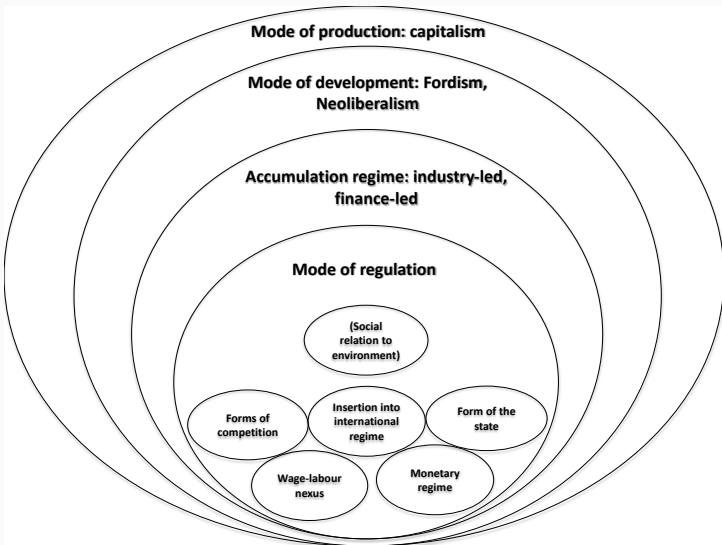 Mode of production: capitalism
Mode of development: Fordism,
Neoliberalism
Accumulation regime: industry-led,
finance-led
Mode of regulation
(Social
relation to
environment)
Forms of
competition
Insertion into
international
regime
Form of the
state
Wage-labour
nexus
Monetary
regime